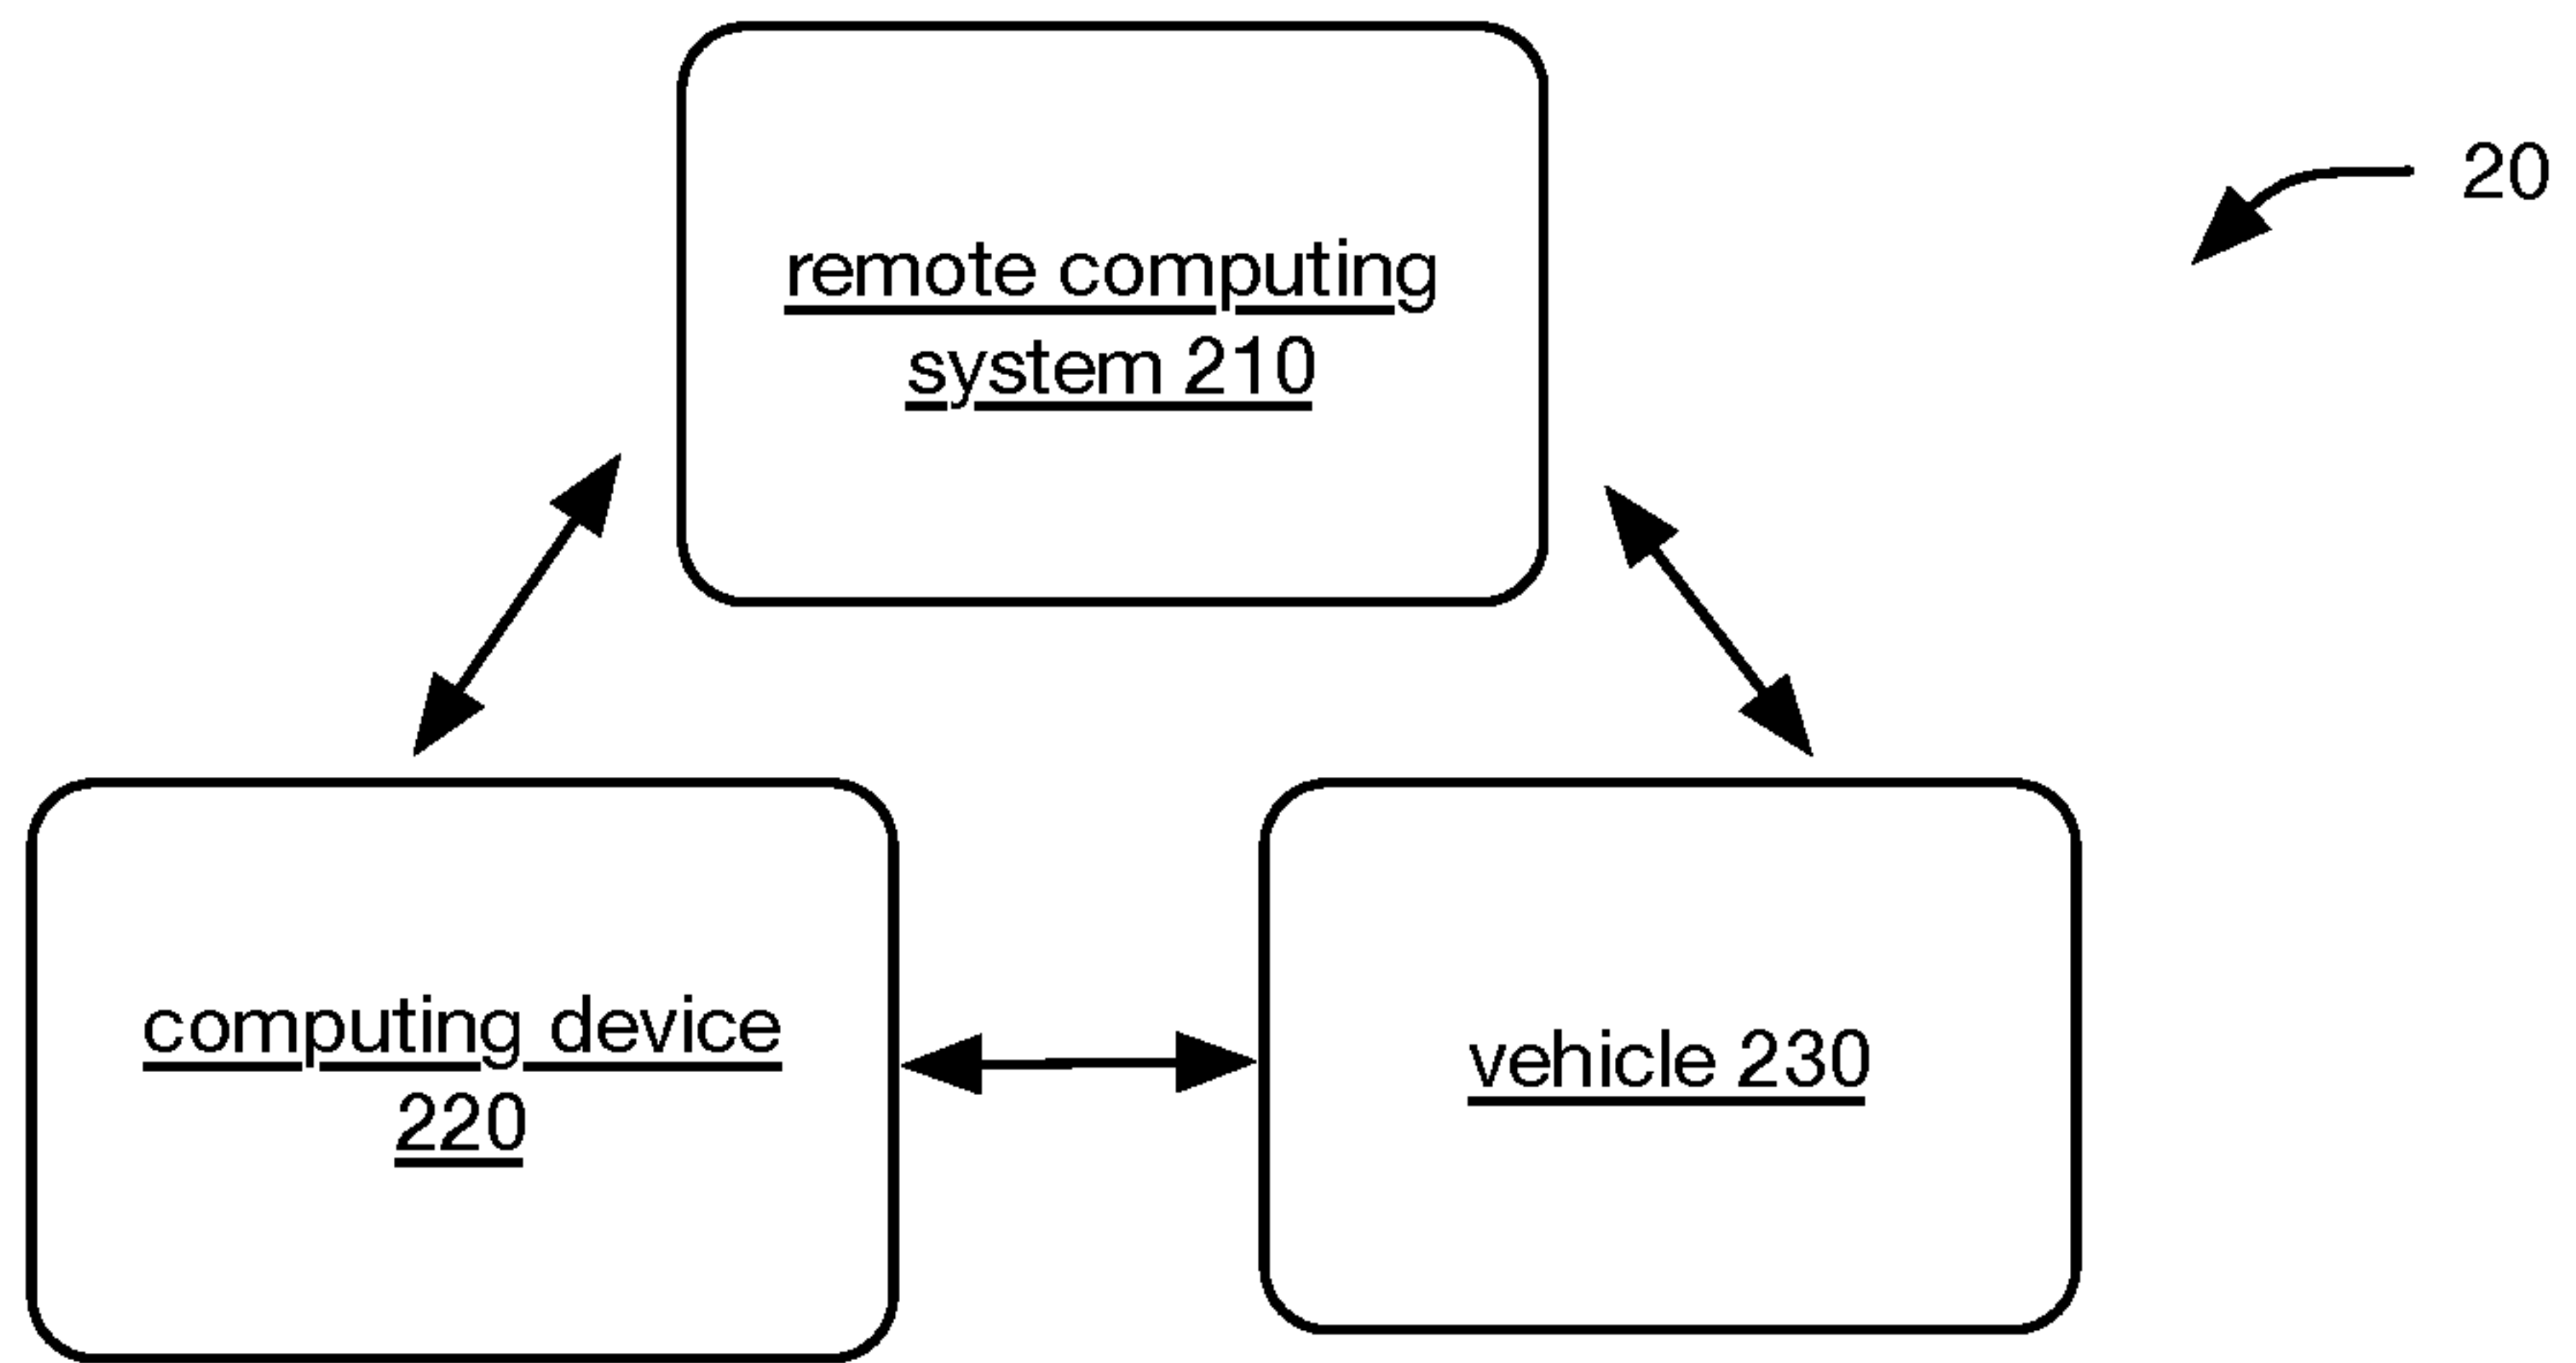 remote computing
system 210
20
computing device
220
vehicle 230